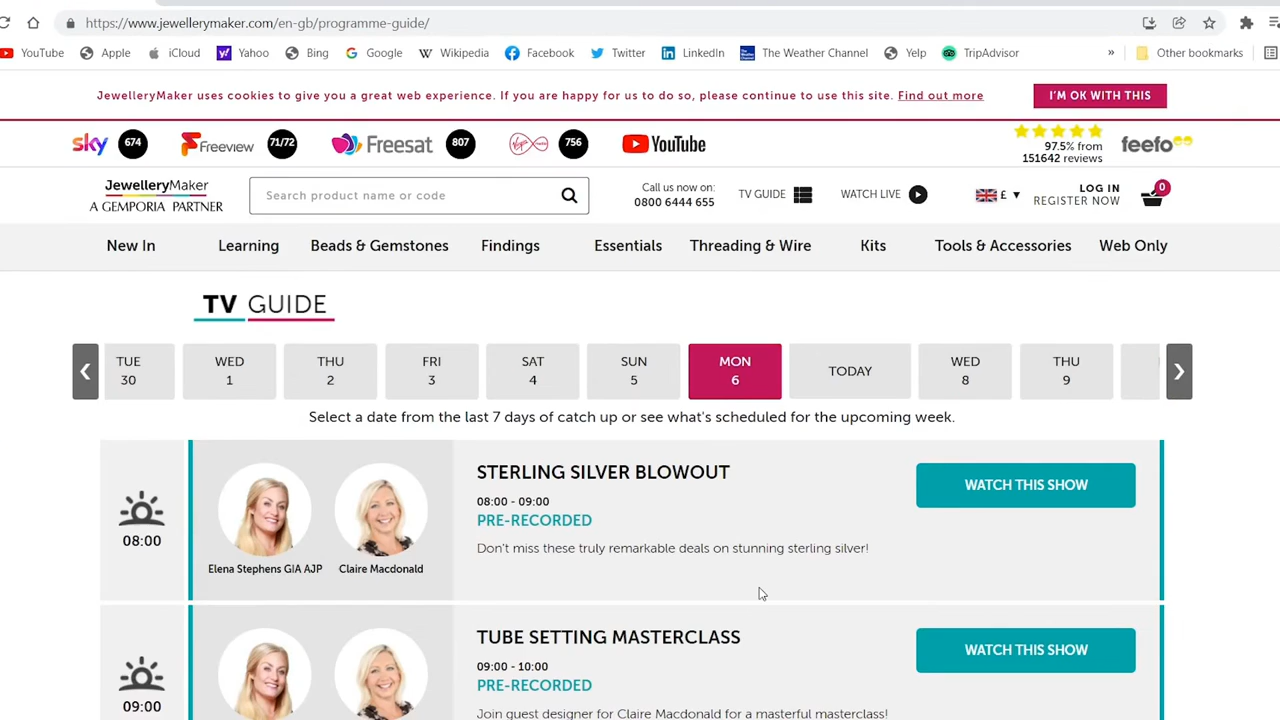 https://www.jewellerymaker.com/en-gb/programme-guide/
YouTube Apple iCloud Yahoo Bing Google Wikipedia Facebook Twitter LinkedIn The Weather Channel Yelp TripAdvisor » Other bookmarks
JewelleryMaker uses cookies to give you a great web experience. If you are happy for us to do so, please continue to use this site. Find out more
I'M OK WITH THIS
sky 674 Freeview 71/72 Freesat 807 Virgin media 756 YouTube
97.5% from
151642 reviews
feefo
JewelleryMaker
A GEMPORIA PARTNER
Search product name or code
Call us now on:
0800 6444 655
TV GUIDE
WATCH LIVE
£ ▼
LOG IN
REGISTER NOW
0
New In Learning Beads & Gemstones Findings Essentials Threading & Wire Kits Tools & Accessories Web Only
TV GUIDE
TUE
30
WED
1
THU
2
FRI
3
SAT
4
SUN
5
MON
6
TODAY
WED
8
THU
9
Select a date from the last 7 days of catch up or see what's scheduled for the upcoming week.
08:00
Elena Stephens GIA AJP
Claire Macdonald
STERLING SILVER BLOWOUT
08:00 - 09:00
PRE-RECORDED
Don't miss these truly remarkable deals on stunning sterling silver!
WATCH THIS SHOW
09:00
TUBE SETTING MASTERCLASS
09:00 - 10:00
PRE-RECORDED
Join guest designer for Claire Macdonald for a masterful masterclass!
WATCH THIS SHOW